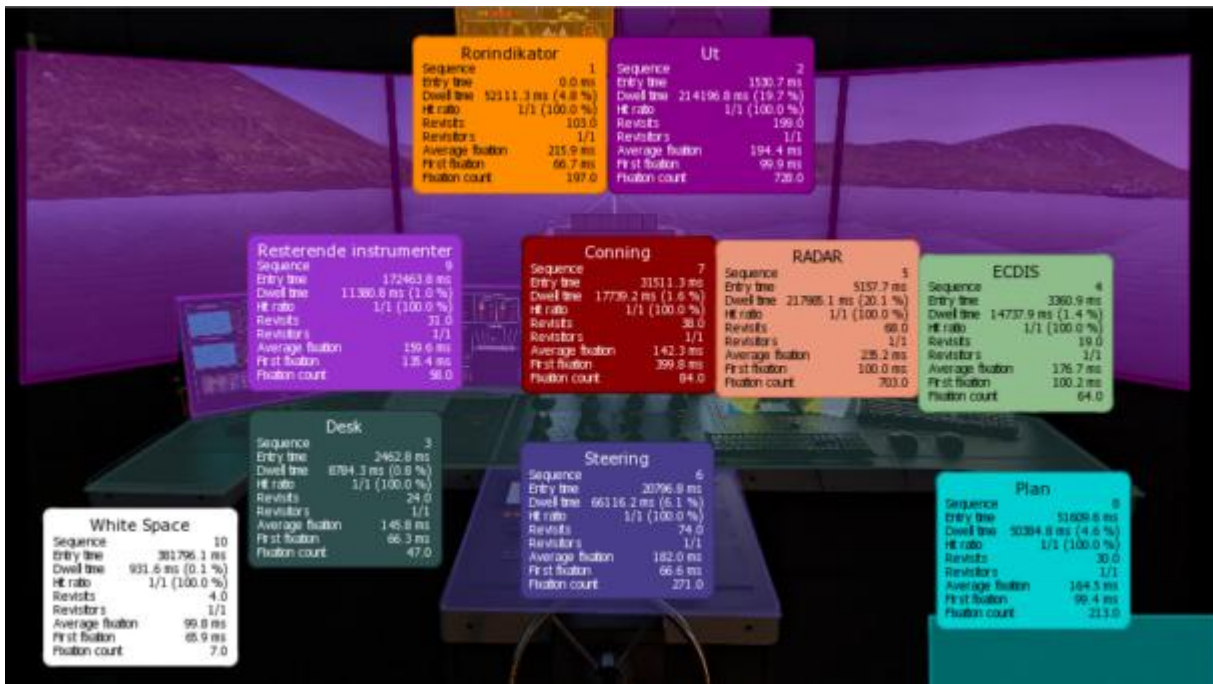 Rorindikator
Sequence 1
Entry time 0.0 ms
Dwell time 52111.3 ms (4.8 %)
Hit ratio 1/1 (100.0 %)
Revisits 103.0
Revisitors 1/1
Average fixation 215.9 ms
First fixation 66.7 ms
Fixation count 197.0
Ut
Sequence 2
Entry time 1530.7 ms
Dwell time 214196.8 ms (19.7 %)
Hit ratio 1/1 (100.0 %)
Revisits 199.0
Revisitors 1/1
Average fixation 194.4 ms
First fixation 99.9 ms
Fixation count 728.0
Resterende instrumenter
Sequence 9
Entry time 172463.8 ms
Dwell time 11380.8 ms (1.0 %)
Hit ratio 1/1 (100.0 %)
Revisits 31.0
Revisitors 1/1
Average fixation 159.6 ms
First fixation 135.4 ms
Fixation count 58.0
Conning
Sequence 7
Entry time 31511.3 ms
Dwell time 17739.2 ms (1.6 %)
Hit ratio 1/1 (100.0 %)
Revisits 38.0
Revisitors 1/1
Average fixation 142.3 ms
First fixation 399.8 ms
Fixation count 84.0
RADAR
Sequence 5
Entry time 5157.7 ms
Dwell time 217985.1 ms (20.1 %)
Hit ratio 1/1 (100.0 %)
Revisits 68.0
Revisitors 1/1
Average fixation 235.2 ms
First fixation 100.0 ms
Fixation count 703.0
ECDIS
Sequence 4
Entry time 3360.9 ms
Dwell time 14737.9 ms (1.4 %)
Hit ratio 1/1 (100.0 %)
Revisits 19.0
Revisitors 1/1
Average fixation 176.7 ms
First fixation 100.2 ms
Fixation count 64.0
Desk
Sequence 3
Entry time 2462.8 ms
Dwell time 8784.3 ms (0.8 %)
Hit ratio 1/1 (100.0 %)
Revisits 24.0
Revisitors 1/1
Average fixation 145.8 ms
First fixation 66.3 ms
Fixation count 47.0
Steering
Sequence 6
Entry time 20796.8 ms
Dwell time 66116.2 ms (6.1 %)
Hit ratio 1/1 (100.0 %)
Revisits 74.0
Revisitors 1/1
Average fixation 182.0 ms
First fixation 66.6 ms
Fixation count 271.0
Plan
Sequence 8
Entry time 51609.6 ms
Dwell time 50384.8 ms (4.6 %)
Hit ratio 1/1 (100.0 %)
Revisits 30.0
Revisitors 1/1
Average fixation 164.5 ms
First fixation 99.4 ms
Fixation count 213.0
White Space
Sequence 10
Entry time 381796.1 ms
Dwell time 931.6 ms (0.1 %)
Hit ratio 1/1 (100.0 %)
Revisits 4.0
Revisitors 1/1
Average fixation 99.8 ms
First fixation 65.9 ms
Fixation count 7.0